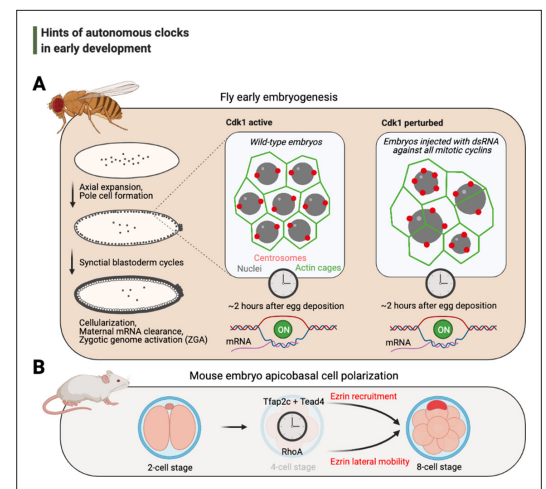 Hints of autonomous clocks
in early development
A
Fly early embryogenesis
Cdk1 active
Cdk1 perturbed
Wild-type embryos
Embryos injected with dsRNA
against all mitotic cyclins
Axial expansion,
Pole cell formation
Synctial blastoderm cycles
Cellularization,
Maternal mRNA clearance,
Zygotic genome activation (ZGA)
Centrosomes
Nuclei
Actin cages
~2 hours after egg deposition
~2 hours after egg deposition
ON
mRNA
ON
mRNA
B
Mouse embryo apicobasal cell polarization
Tfap2c + Tead4
Ezrin recruitment
RhoA
Ezrin lateral mobility
2-cell stage
4-cell stage
8-cell stage